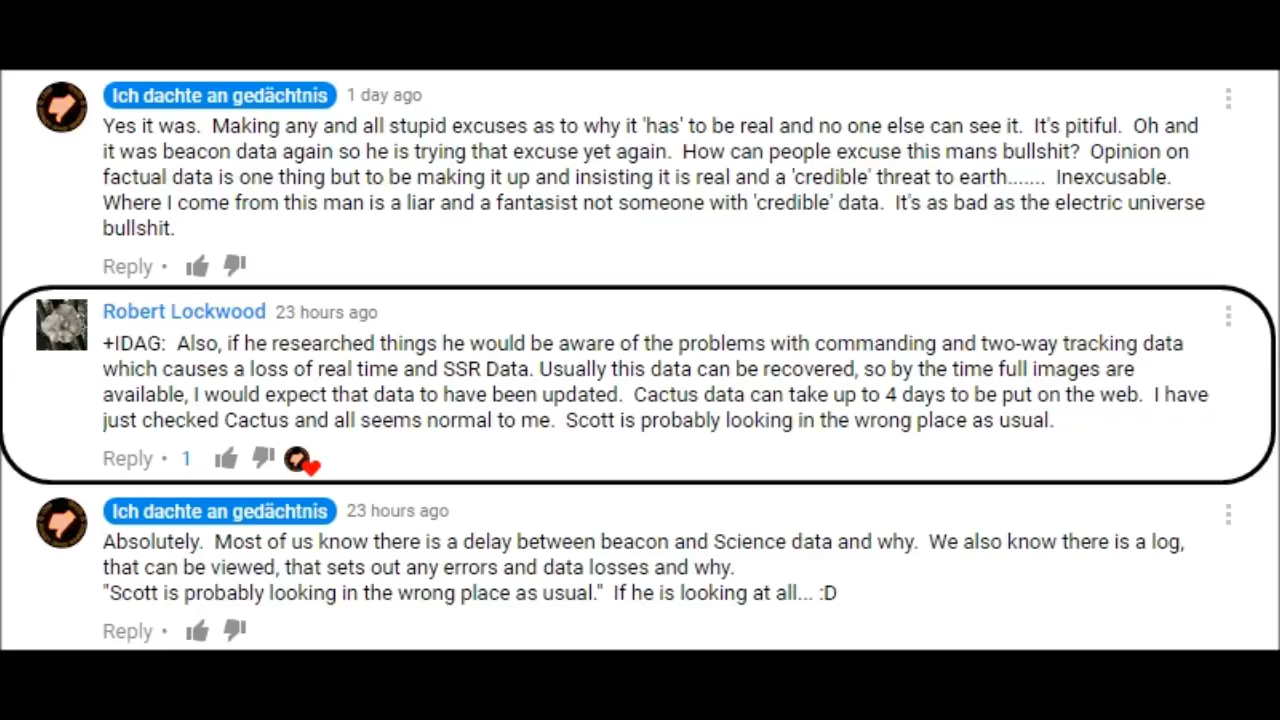 Ich dachte an gedächtnis 1 day ago
Yes it was.  Making any and all stupid excuses as to why it 'has' to be real and no one else can see it.  It's pitiful.  Oh and
it was beacon data again so he is trying that excuse yet again.  How can people excuse this mans bullshit?  Opinion on
factual data is one thing but to be making it up and insisting it is real and a 'credible' threat to earth.......  Inexcusable.
Where I come from this man is a liar and a fantasist not someone with 'credible' data.  It's as bad as the electric universe
bullshit.
Reply •
Robert Lockwood 23 hours ago
+IDAG:  Also, if he researched things he would be aware of the problems with commanding and two-way tracking data
which causes a loss of real time and SSR Data. Usually this data can be recovered, so by the time full images are
available, I would expect that data to have been updated.  Cactus data can take up to 4 days to be put on the web.  I have
just checked Cactus and all seems normal to me.  Scott is probably looking in the wrong place as usual.
Reply • 1
Ich dachte an gedächtnis 23 hours ago
Absolutely.  Most of us know there is a delay between beacon and Science data and why.  We also know there is a log,
that can be viewed, that sets out any errors and data losses and why.
"Scott is probably looking in the wrong place as usual."  If he is looking at all... :D
Reply •